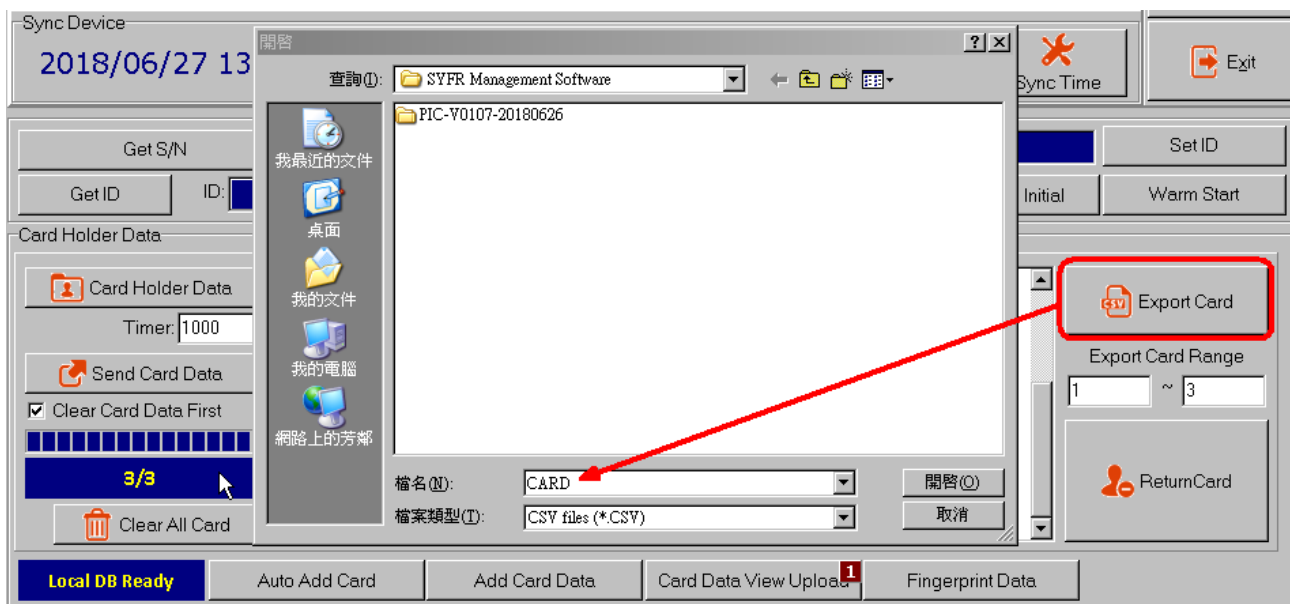 Sync Device
2018/06/27 13
Sync Time
Exit
開啓
查詢(I):
SYFR Management Software
PIC-V0107-20180626
我最近的文件
桌面
我的文件
我的電腦
網路上的芳鄰
檔名(N):
CARD
開啓(O)
檔案類型(T):
CSV files (*.CSV)
取消
Get S/N
Set ID
Get ID
ID:
Initial
Warm Start
Card Holder Data
Card Holder Data
Timer:
1000
Send Card Data
Clear Card Data First
3/3
Clear All Card
CSV
Export Card
Export Card Range
1 ~ 3
ReturnCard
Local DB Ready
Auto Add Card
Add Card Data
Card Data View Upload
1
Fingerprint Data